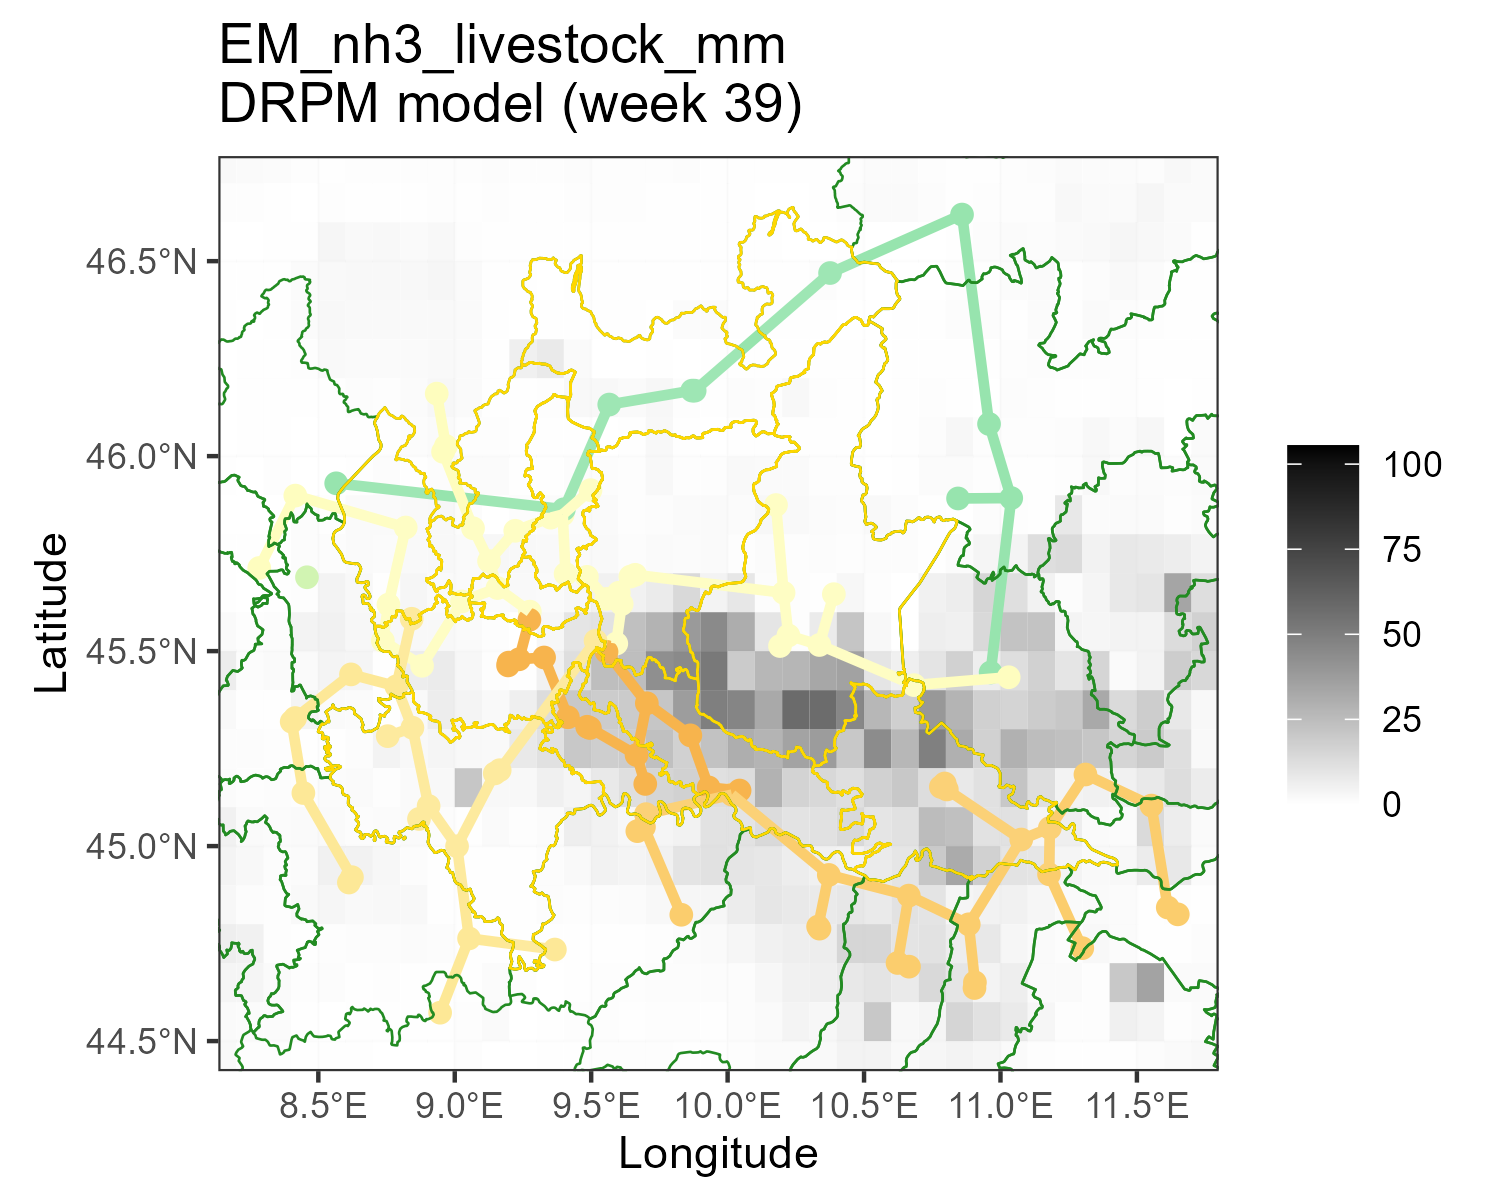 EM_nh3_livestock_mm
DRPM model (week 39)
46.5°N
46.0°N
45.5°N
45.0°N
44.5°N
Latitude
8.5°E
9.0°E
9.5°E
10.0°E
10.5°E
11.0°E
11.5°E
Longitude
100
75
50
25
0